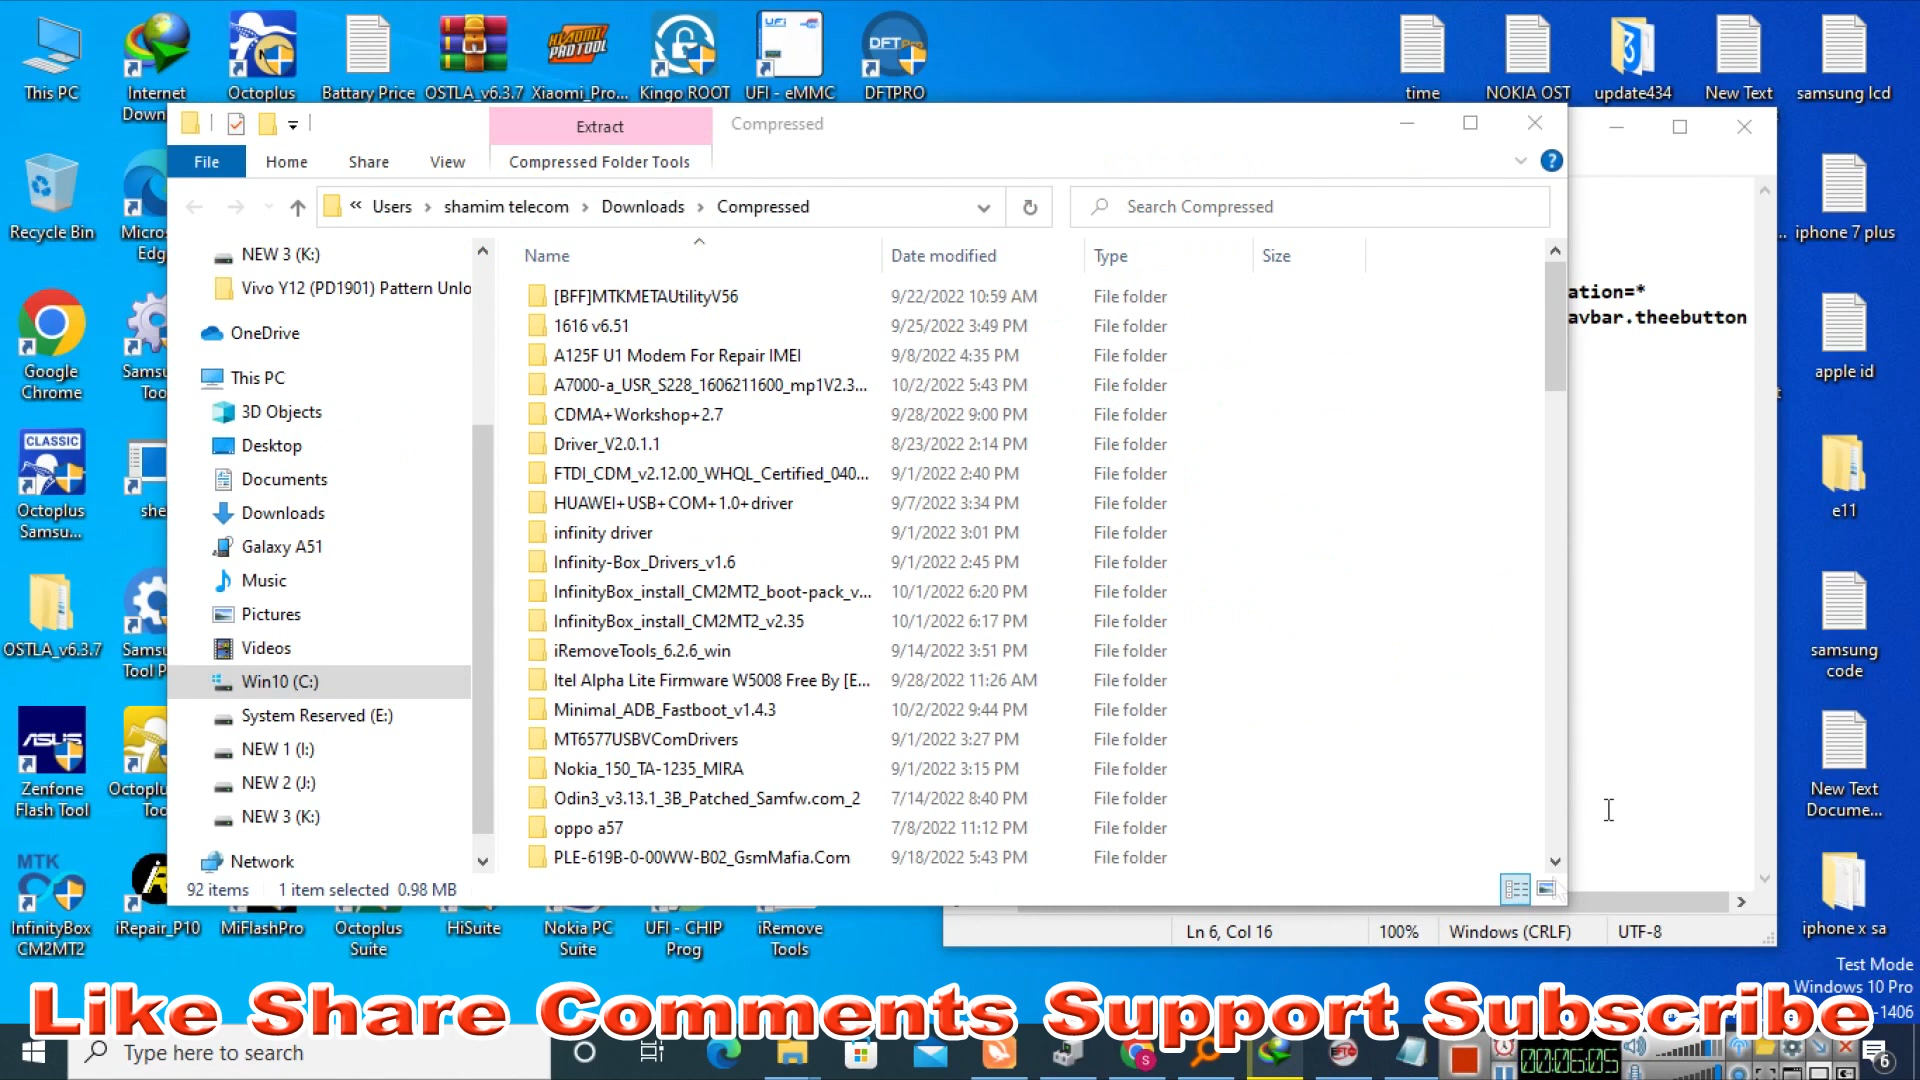 This PC
Internet
Down
Octoplus
Battary Price
OSTLA_v6.3.7
Xiaomi_Pro...
Kingo ROOT
UFI - eMMC
DFTPRO
time
NOKIA OST
update434
New Text
samsung lcd
Extract
Compressed
File
Home
Share
View
Compressed Folder Tools
« Users › shamim telecom › Downloads › Compressed
Search Compressed
Name
Date modified
Type
Size
NEW 3 (K:)
Vivo Y12 (PD1901) Pattern Unlo
OneDrive
This PC
3D Objects
Desktop
Documents
Downloads
Galaxy A51
Music
Pictures
Videos
Win10 (C:)
System Reserved (E:)
NEW 1 (I:)
NEW 2 (J:)
NEW 3 (K:)
Network
[BFF]MTKMETAUtilityV56 9/22/2022 10:59 AM File folder
1616 v6.51 9/25/2022 3:49 PM File folder
A125F U1 Modem For Repair IMEI 9/8/2022 4:35 PM File folder
A7000-a_USR_S228_1606211600_mp1V2.3... 10/2/2022 5:43 PM File folder
CDMA+Workshop+2.7 9/28/2022 9:00 PM File folder
Driver_V2.0.1.1 8/23/2022 2:14 PM File folder
FTDI_CDM_v2.12.00_WHQL_Certified_040... 9/1/2022 2:40 PM File folder
HUAWEI+USB+COM+1.0+driver 9/7/2022 3:34 PM File folder
infinity driver 9/1/2022 3:01 PM File folder
Infinity-Box_Drivers_v1.6 9/1/2022 2:45 PM File folder
InfinityBox_install_CM2MT2_boot-pack_v... 10/1/2022 6:20 PM File folder
InfinityBox_install_CM2MT2_v2.35 10/1/2022 6:17 PM File folder
iRemoveTools_6.2.6_win 9/14/2022 3:51 PM File folder
Itel Alpha Lite Firmware W5008 Free By [E... 9/28/2022 11:26 AM File folder
Minimal_ADB_Fastboot_v1.4.3 10/2/2022 9:44 PM File folder
MT6577USBVComDrivers 9/1/2022 3:27 PM File folder
Nokia_150_TA-1235_MIRA 9/1/2022 3:15 PM File folder
Odin3_v3.13.1_3B_Patched_Samfw.com_2 7/14/2022 8:40 PM File folder
oppo a57 7/8/2022 11:12 PM File folder
PLE-619B-0-00WW-B02_GsmMafia.Com 9/18/2022 5:43 PM File folder
92 items 1 item selected 0.98 MB
Recycle Bin
Micros
Edg
Google
Chrome
Samsu
Too
CLASSIC
Octoplus
Samsu...
she
OSTLA_v6.3.7
Samsu
Tool P
ASUS
Zenfone
Flash Tool
Octoplu
Too
MTK
InfinityBox
CM2MT2
iRepair_P10
MiFlashPro
Octoplus
Suite
HiSuite
Nokia PC
Suite
UFI - CHIP
Prog
iRemove
Tools
ation=*
avbar.theebutton
iphone 7 plus
apple id
e11
samsung
code
New Text
Docume...
iphone x sa
Ln 6, Col 16 100% Windows (CRLF) UTF-8
Test Mode
Windows 10 Pro
-1406
Like Share Comments Support Subscribe
Type here to search
00:06:05
6